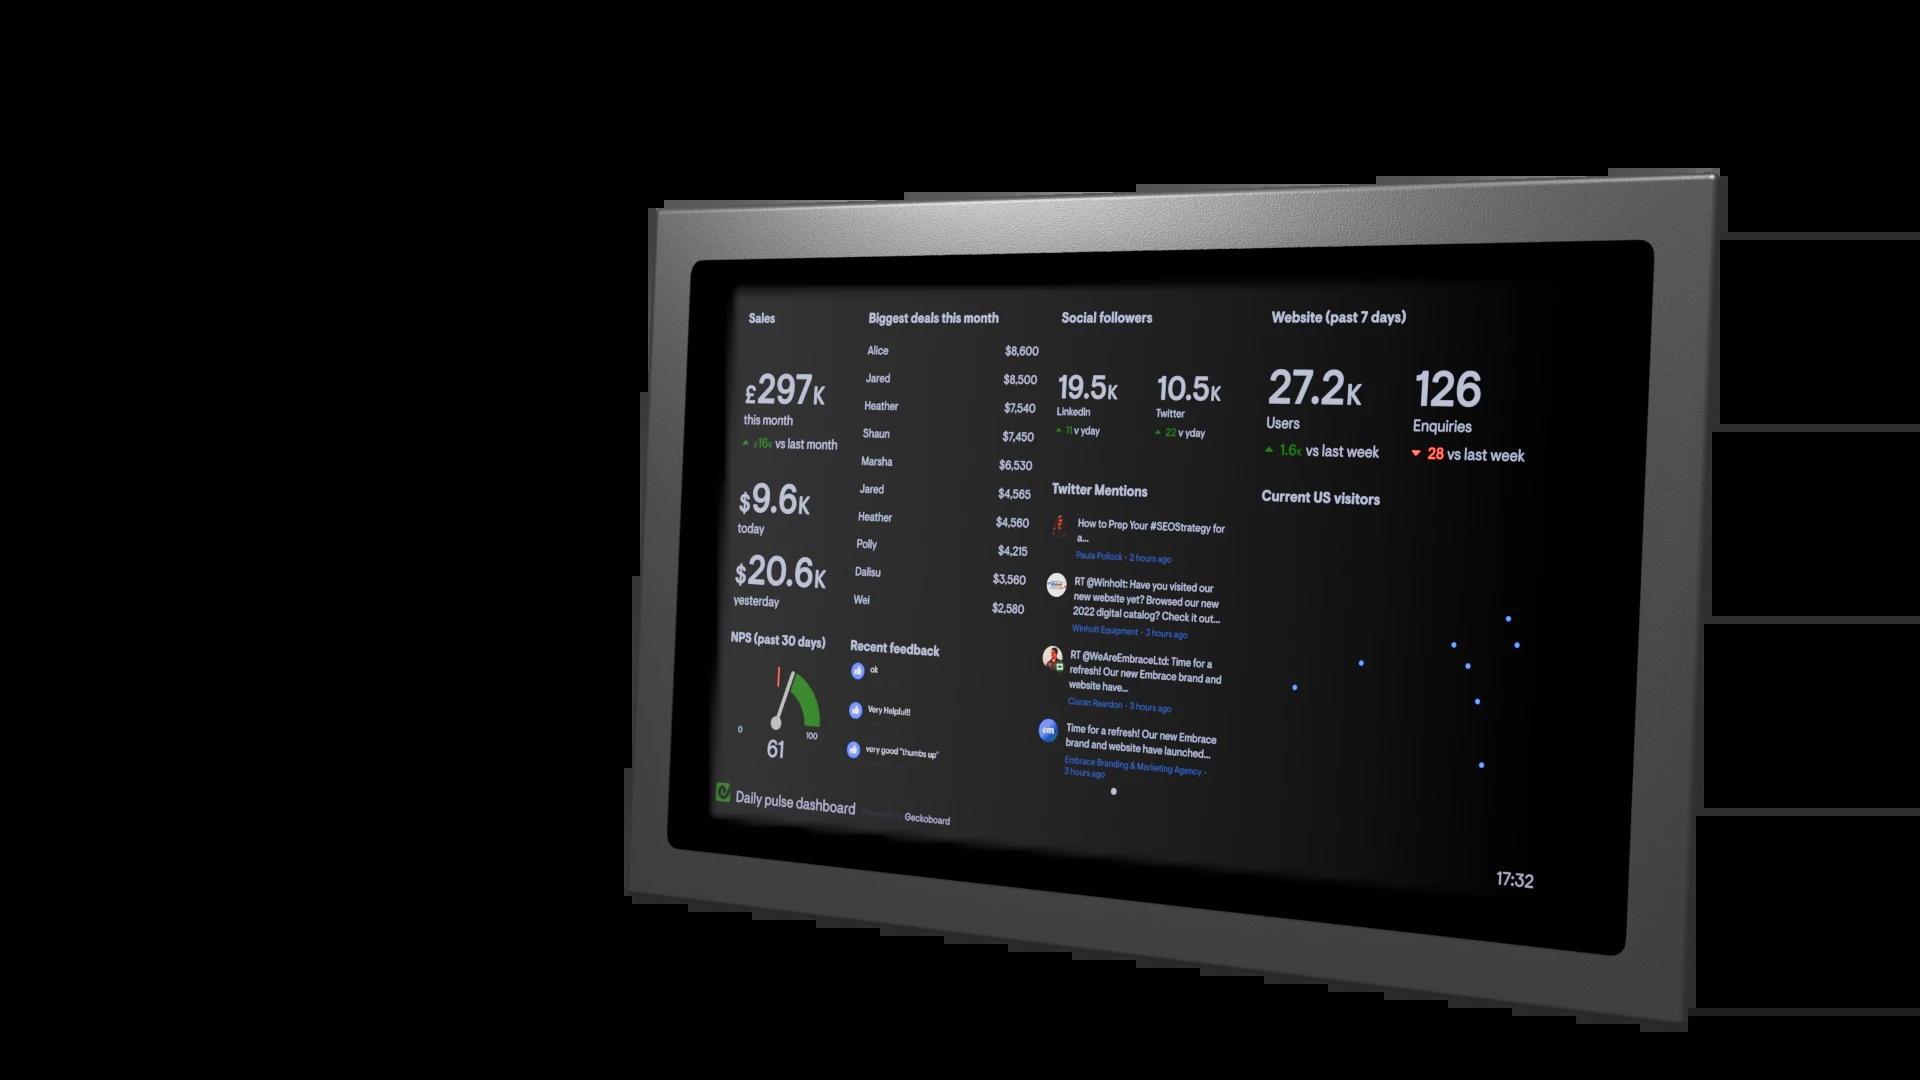 Sales
£297K
this month
£16K vs last month
$9.6K
today
$20.6K
yesterday
NPS (past 30 days)
0
100
61
Biggest deals this month
Alice $8,600
Jared $8,500
Heather $7,540
Shaun $7,450
Marsha $6,530
Jared $4,565
Heather $4,560
Polly $4,215
Dalisu $3,560
Wei $2,580
Recent feedback
ok
Very Helpful!!
very good "thumbs up"
Social followers
19.5K
LinkedIn
11 v yday
10.5K
Twitter
22 v yday
Twitter Mentions
How to Prep Your #SEOStrategy for
a...
Paula Pollock · 2 hours ago
RT @Winholt: Have you visited our
new website yet? Browsed our new
2022 digital catalog? Check it out...
Winholt Equipment · 3 hours ago
RT @WeAreEmbraceLtd: Time for a
refresh! Our new Embrace brand and
website have...
Ciaran Reardon · 3 hours ago
em
Time for a refresh! Our new Embrace
brand and website have launched...
Embrace Branding & Marketing Agency ·
3 hours ago
Website (past 7 days)
27.2K
Users
1.6K vs last week
126
Enquiries
28 vs last week
Current US visitors
Daily pulse dashboard
Geckoboard
17:32